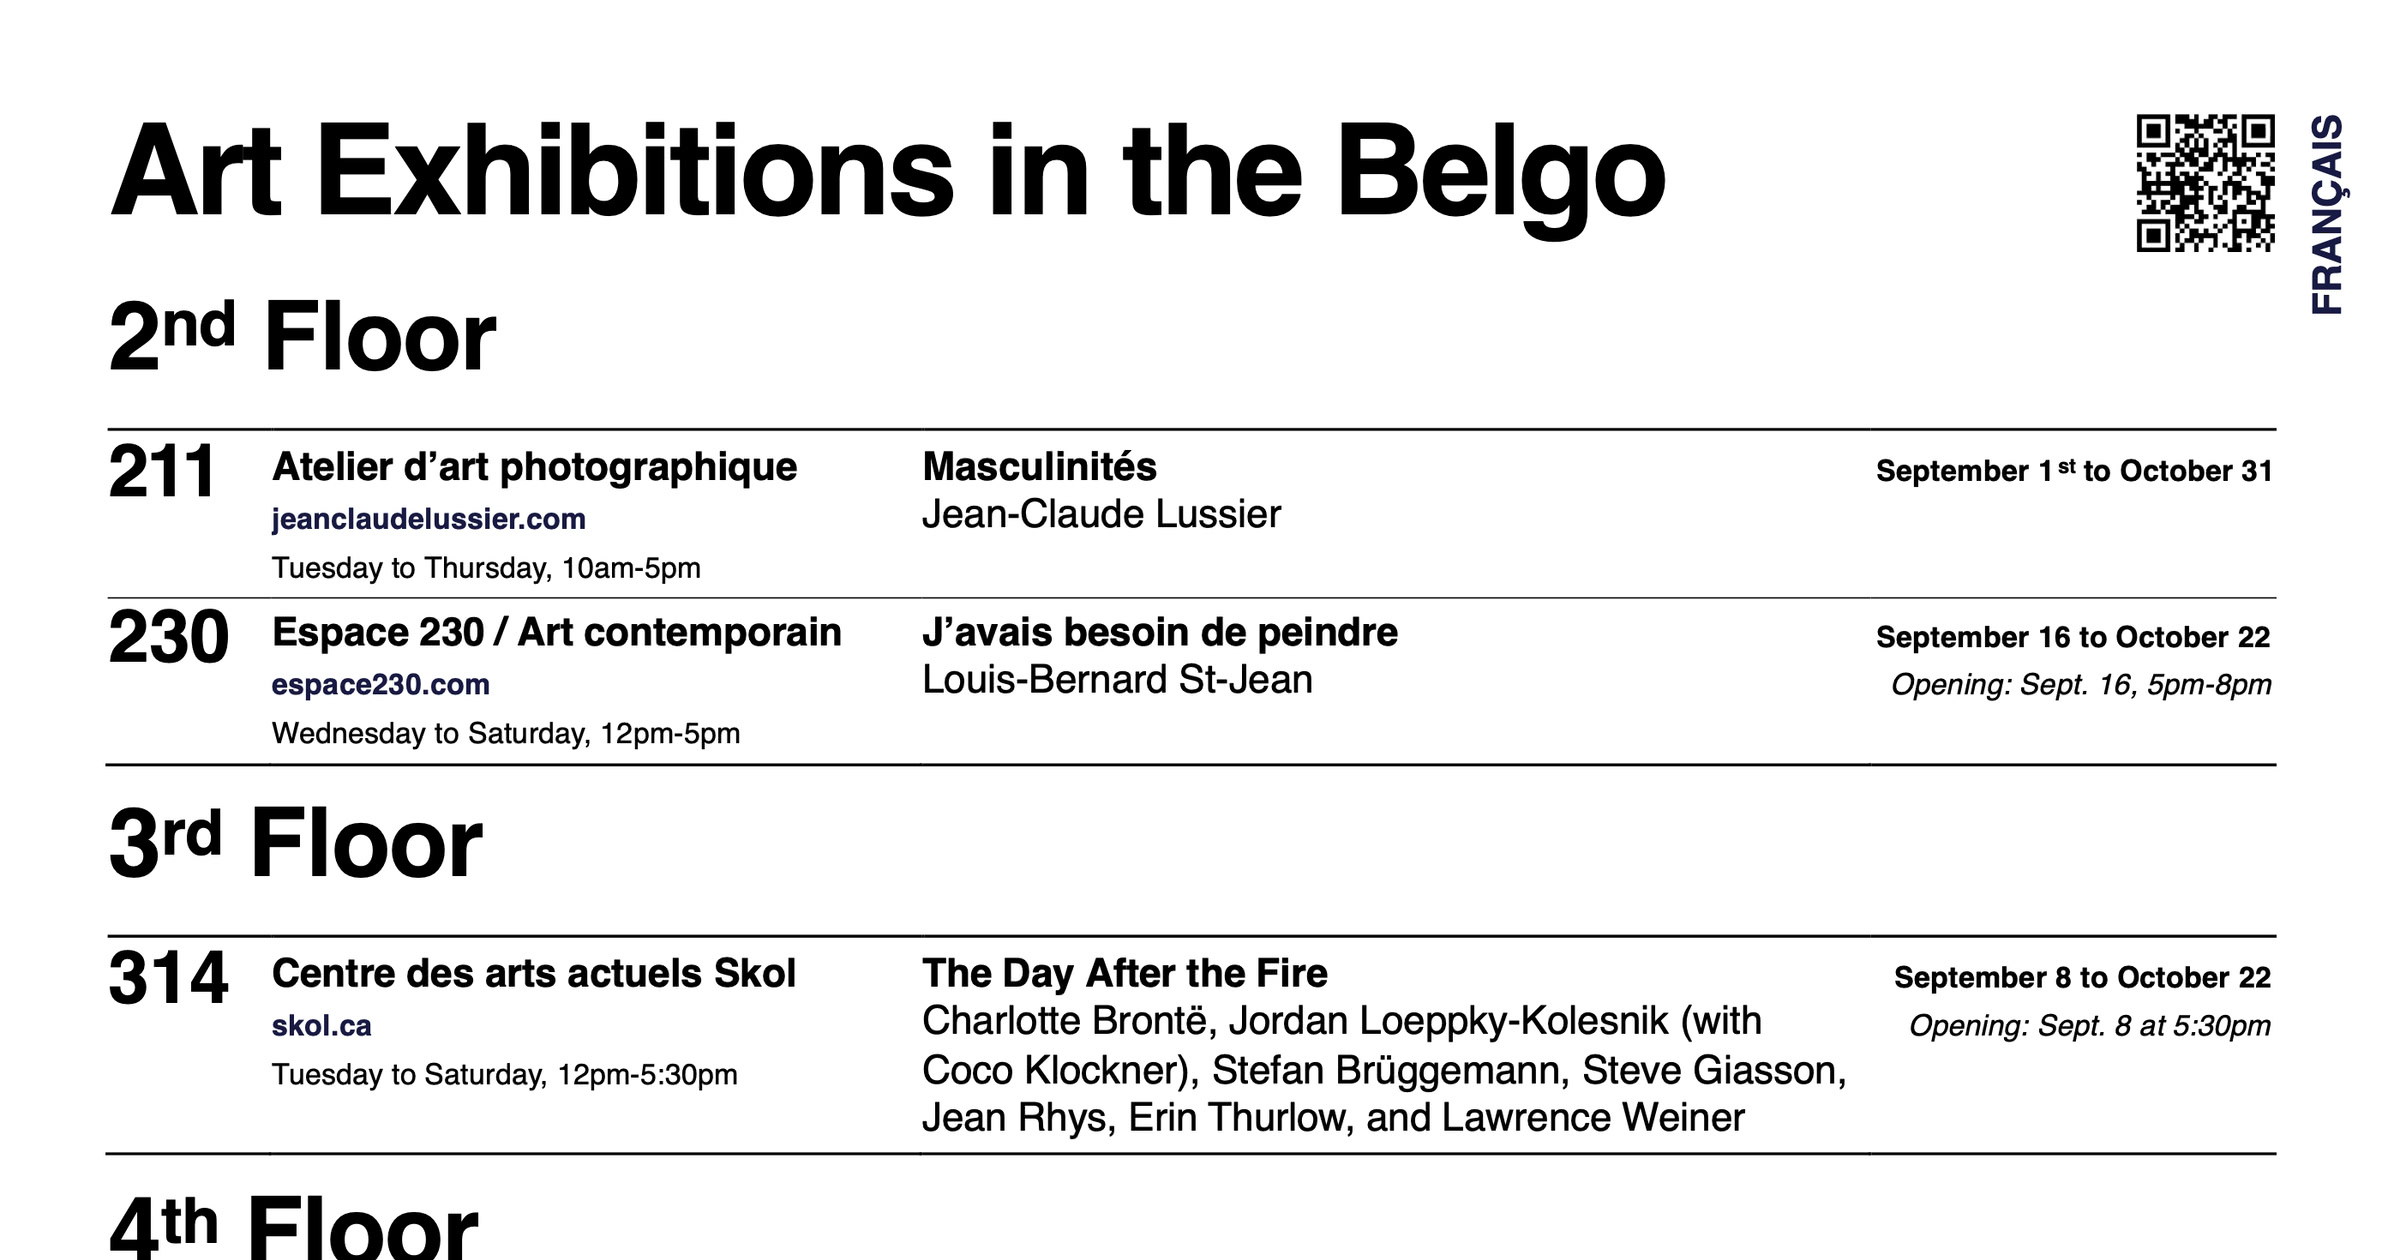 Art Exhibitions in the Belgo
FRANÇAIS
2nd Floor
211
Atelier d’art photographique
jeanclaudelussier.com
Tuesday to Thursday, 10am-5pm
Masculinités
Jean-Claude Lussier
September 1st to October 31
230
Espace 230 / Art contemporain
espace230.com
Wednesday to Saturday, 12pm-5pm
J’avais besoin de peindre
Louis-Bernard St-Jean
September 16 to October 22
Opening: Sept. 16, 5pm-8pm
3rd Floor
314
Centre des arts actuels Skol
skol.ca
Tuesday to Saturday, 12pm-5:30pm
The Day After the Fire
Charlotte Brontë, Jordan Loeppky-Kolesnik (with
Coco Klockner), Stefan Brüggemann, Steve Giasson,
Jean Rhys, Erin Thurlow, and Lawrence Weiner
September 8 to October 22
Opening: Sept. 8 at 5:30pm
4th Floor